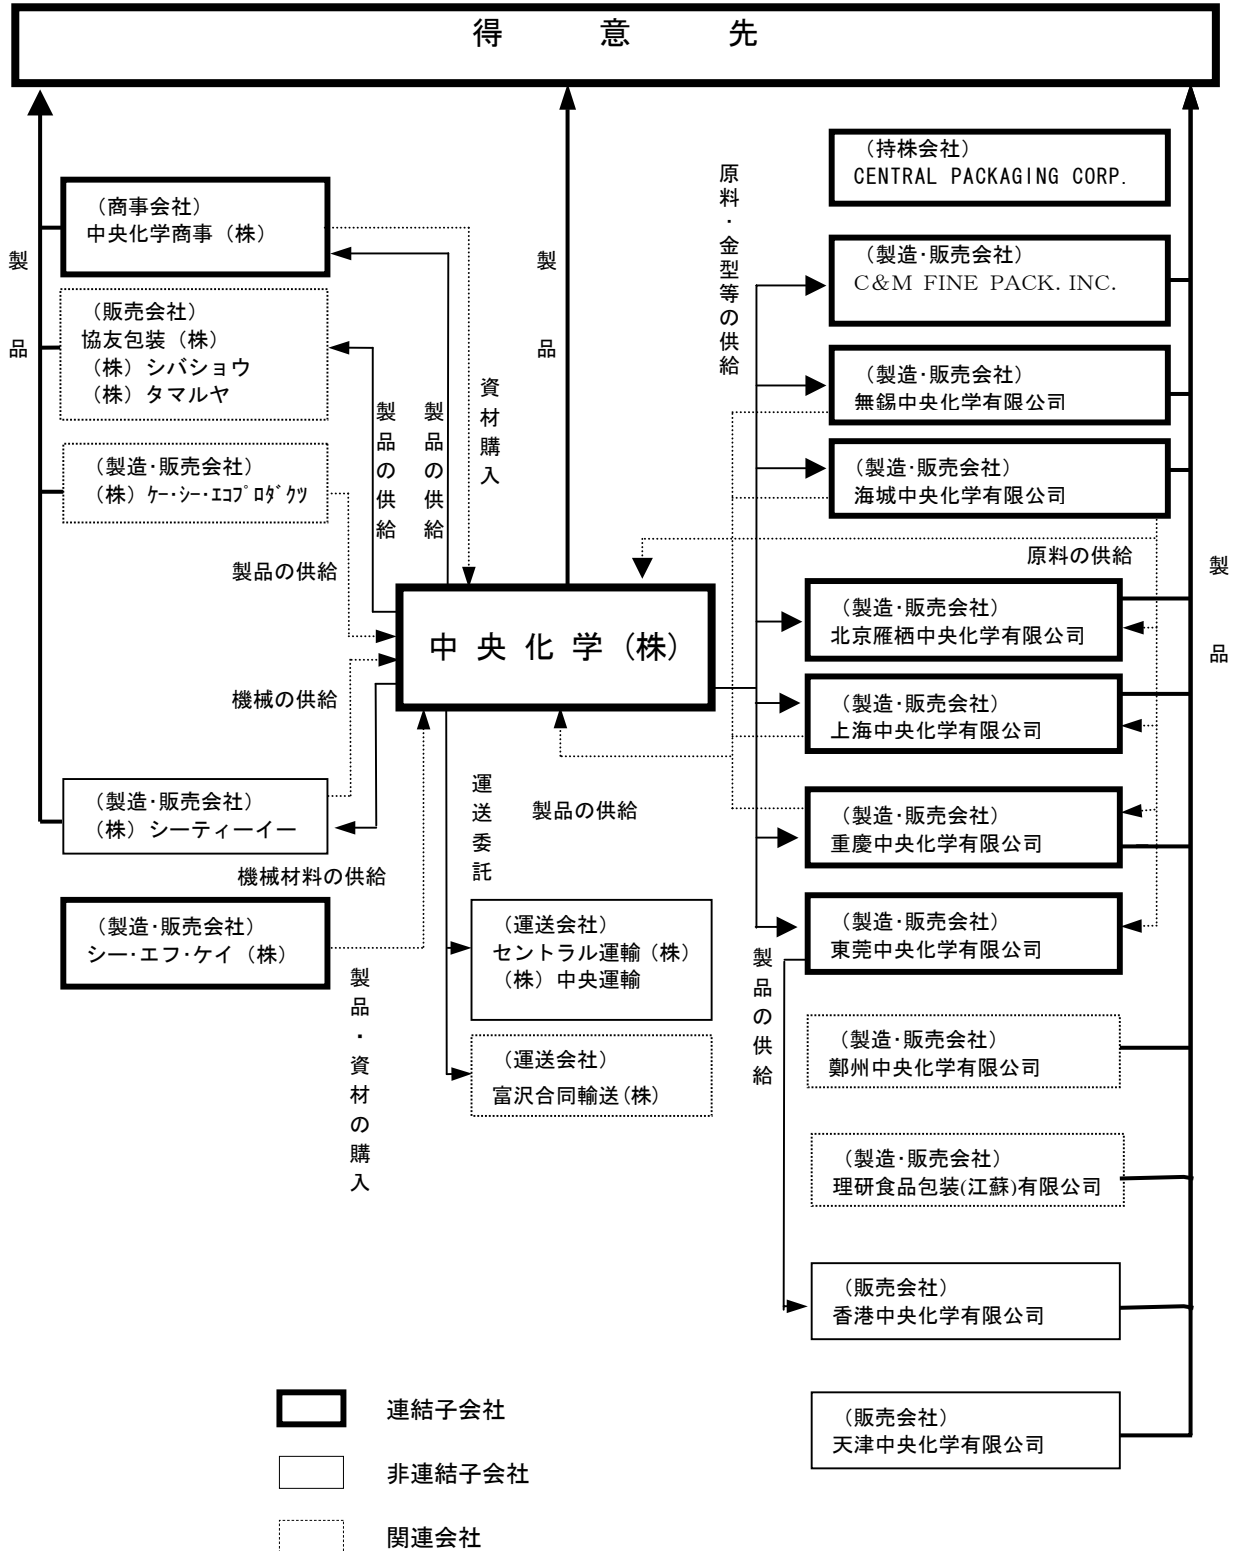 得意先
(持株会社)
CENTRAL PACKAGING CORP.
(商事会社)
中央化学商事（株）
製品
(販売会社)
協友包装（株）
（株）シバショウ
（株）タマルヤ
(製造・販売会社)
（株）ｹｰ･ｼｰ･ｴｺﾌﾟﾛﾀﾞｸﾂ
製品の供給
製品の供給
資材購入
製品
原料・金型等の供給
(製造・販売会社)
C&M FINE PACK. INC.
(製造・販売会社)
無錫中央化学有限公司
(製造・販売会社)
海城中央化学有限公司
製品の供給
原料の供給
製品
中央化学（株）
(製造・販売会社)
北京雁栖中央化学有限公司
機械の供給
(製造・販売会社)
上海中央化学有限公司
(製造・販売会社)
（株）シーティーイー
機械材料の供給
運送委託
製品の供給
(製造・販売会社)
重慶中央化学有限公司
(製造・販売会社)
シー・エフ・ケイ（株）
製品・資材の購入
(運送会社)
セントラル運輸（株）
（株）中央運輸
(運送会社)
富沢合同輸送（株）
(製造・販売会社)
東莞中央化学有限公司
製品の供給
(製造・販売会社)
鄭州中央化学有限公司
(製造・販売会社)
理研食品包装(江蘇)有限公司
(販売会社)
香港中央化学有限公司
(販売会社)
天津中央化学有限公司
連結子会社
非連結子会社
関連会社